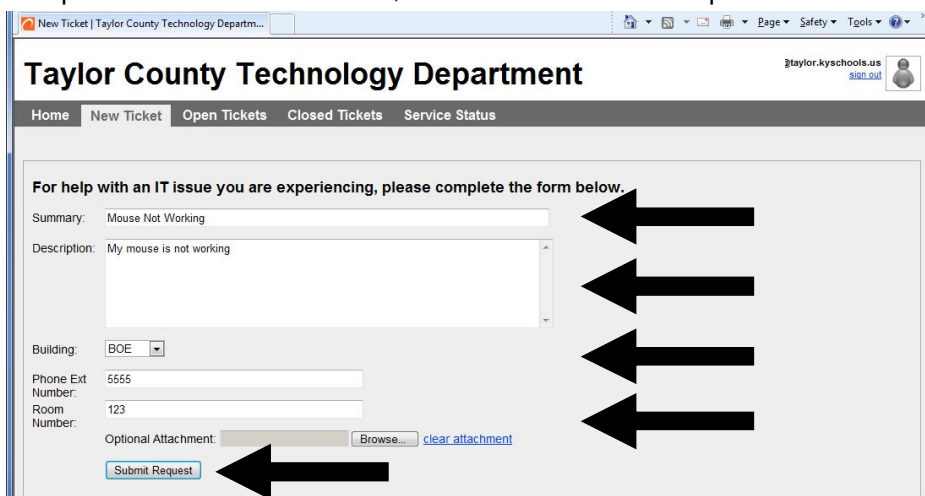 New Ticket | Taylor County Technology Departm...
Page Safety Tools
Taylor County Technology Department
taylor.kyschools.us
sign out
Home New Ticket Open Tickets Closed Tickets Service Status
For help with an IT issue you are experiencing, please complete the form below.
Summary: Mouse Not Working
Description: My mouse is not working
Building: BOE
Phone Ext Number: 5555
Room Number: 123
Optional Attachment: Browse... clear attachment
Submit Request